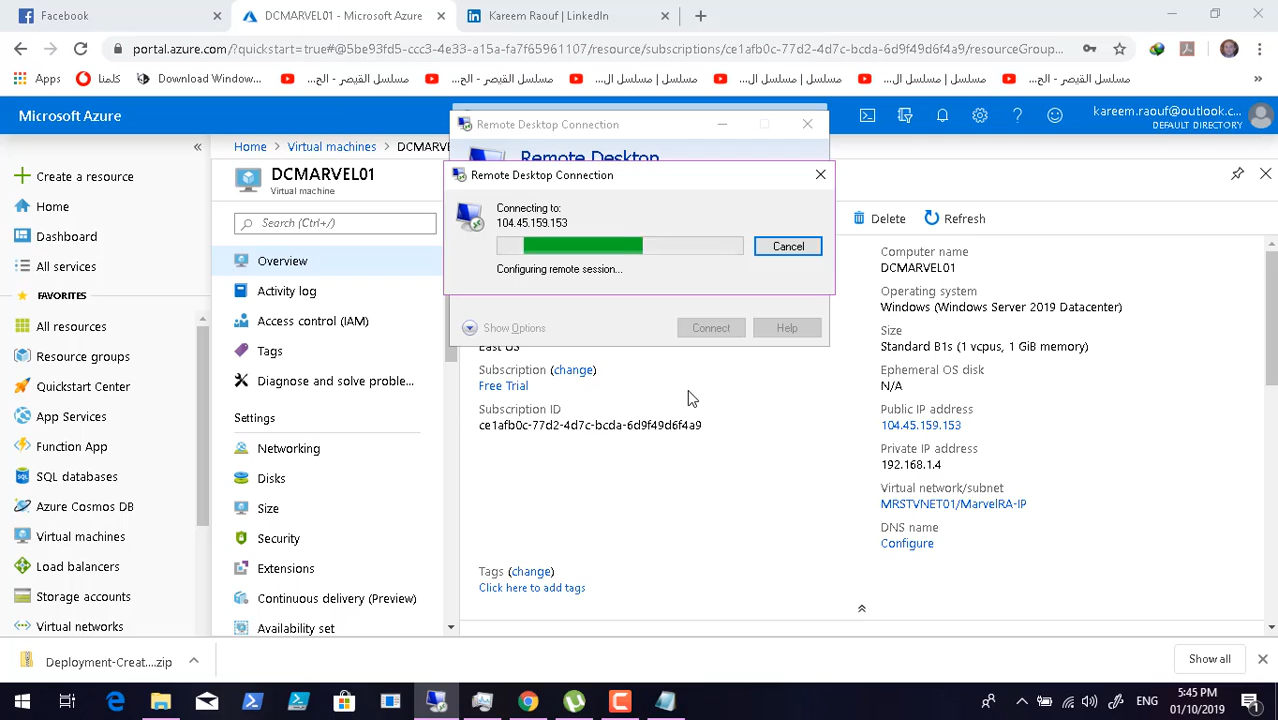 Facebook
DCMARVEL01 - Microsoft Azure
Kareem Raouf | LinkedIn
portal.azure.com/?quickstart=true#@5be93fd5-ccc3-4e33-a15a-fa7f65961107/resource/subscriptions/ce1afb0c-77d2-4d7c-bcda-6d9f49d6f4a9/resourceGroup...
Apps
كلمنا
Download Window...
مسلسل القيصر - الح...
مسلسل القيصر - الح...
مسلسل | مسلسل ال...
مسلسل | مسلسل ال...
مسلسل | مسلسل ال...
مسلسل القيصر - الح...
»
Microsoft Azure
kareem.raouf@outlook.c...
DEFAULT DIRECTORY
Create a resource
Home
Dashboard
All services
FAVORITES
All resources
Resource groups
Quickstart Center
App Services
Function App
SQL databases
Azure Cosmos DB
Virtual machines
Load balancers
Storage accounts
Virtual networks
Home
Virtual machines
DCMARVE
DCMARVEL01
Virtual machine
Search (Ctrl+/)
Overview
Activity log
Access control (IAM)
Tags
Diagnose and solve proble...
Settings
Networking
Disks
Size
Security
Extensions
Continuous delivery (Preview)
Availability set
Remote Desktop Connection
Remote Desktop
Remote Desktop Connection
Connecting to:
104.45.159.153
Cancel
Configuring remote session...
Show Options
Connect
Help
East US
Subscription (change)
Free Trial
Subscription ID
ce1afb0c-77d2-4d7c-bcda-6d9f49d6f4a9
Tags (change)
Click here to add tags
Delete
Refresh
Computer name
DCMARVEL01
Operating system
Windows (Windows Server 2019 Datacenter)
Size
Standard B1s (1 vcpus, 1 GiB memory)
Ephemeral OS disk
N/A
Public IP address
104.45.159.153
Private IP address
192.168.1.4
Virtual network/subnet
MRSTVNET01/MarvelRA-IP
DNS name
Configure
Deployment-Creat....zip
Show all
ENG
5:45 PM
01/10/2019
1